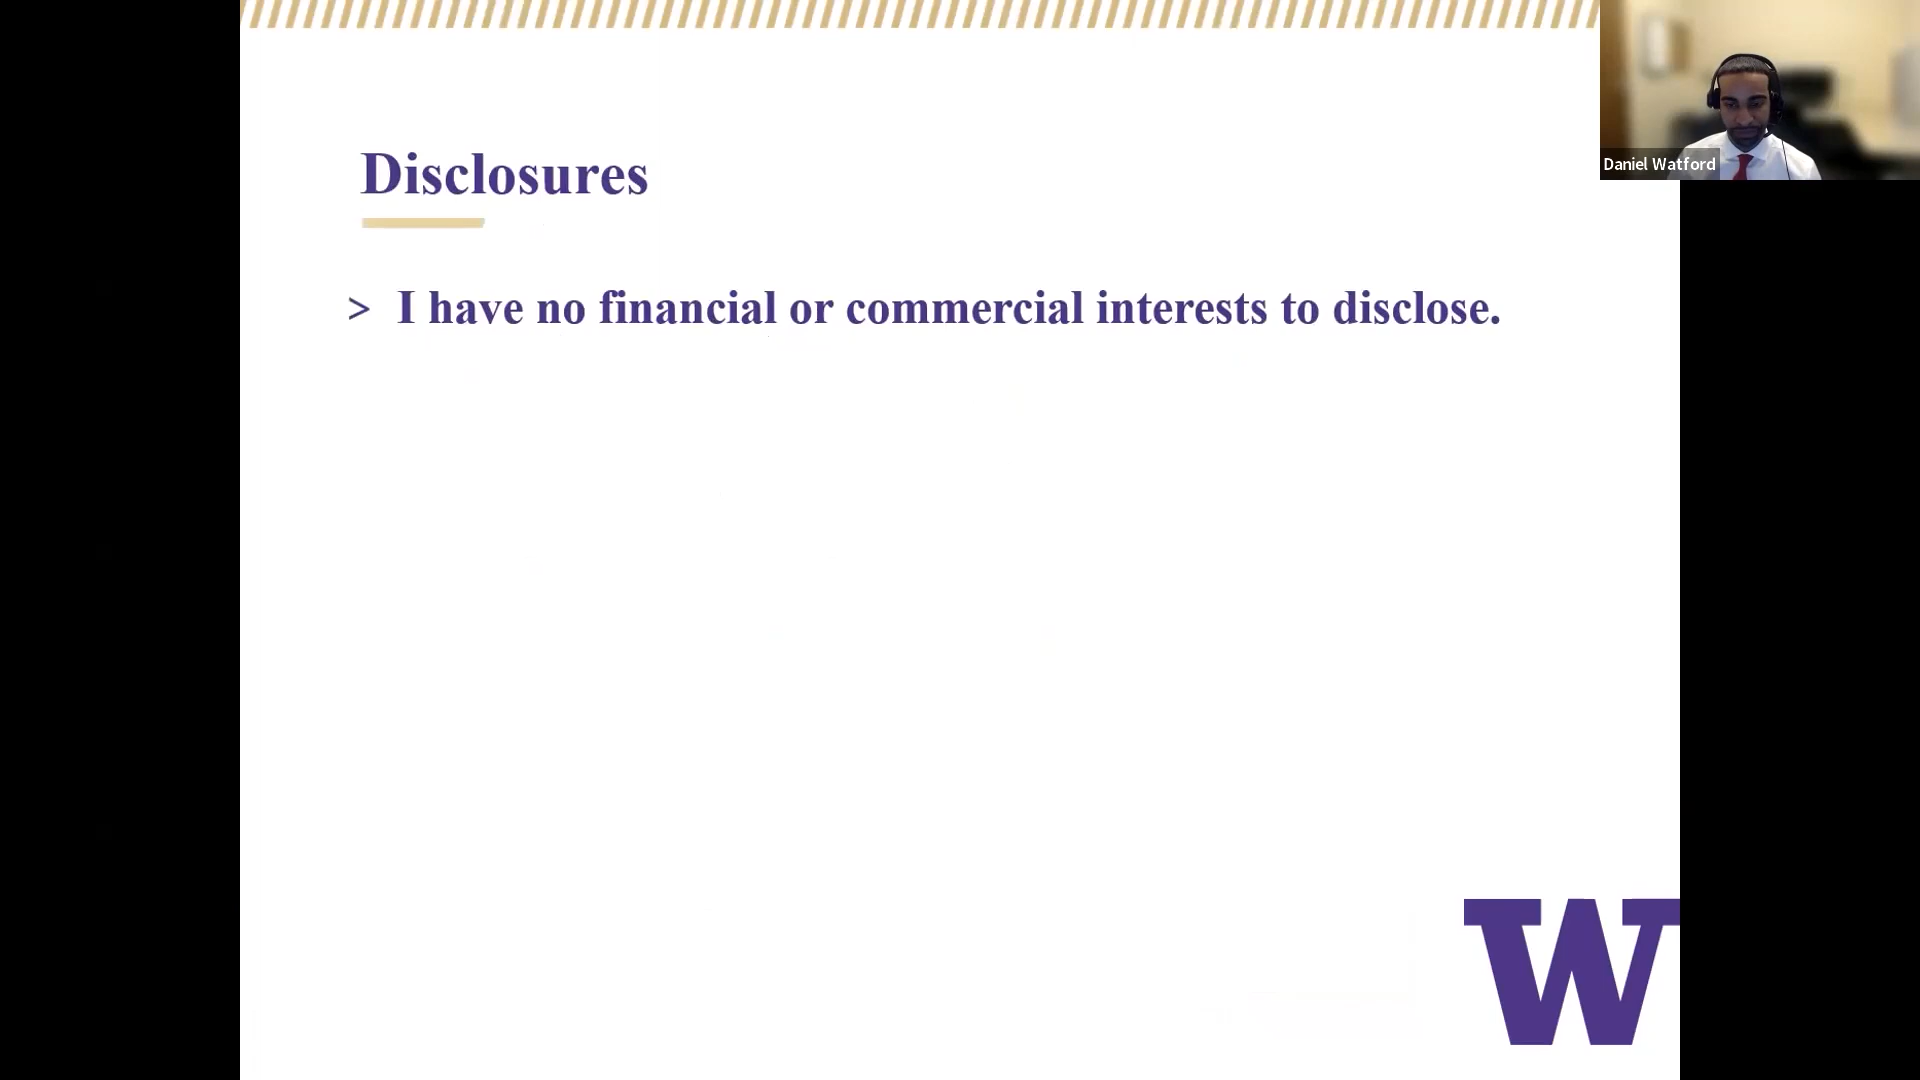 Disclosures
> I have no financial or commercial interests to disclose.
Daniel Watford
W